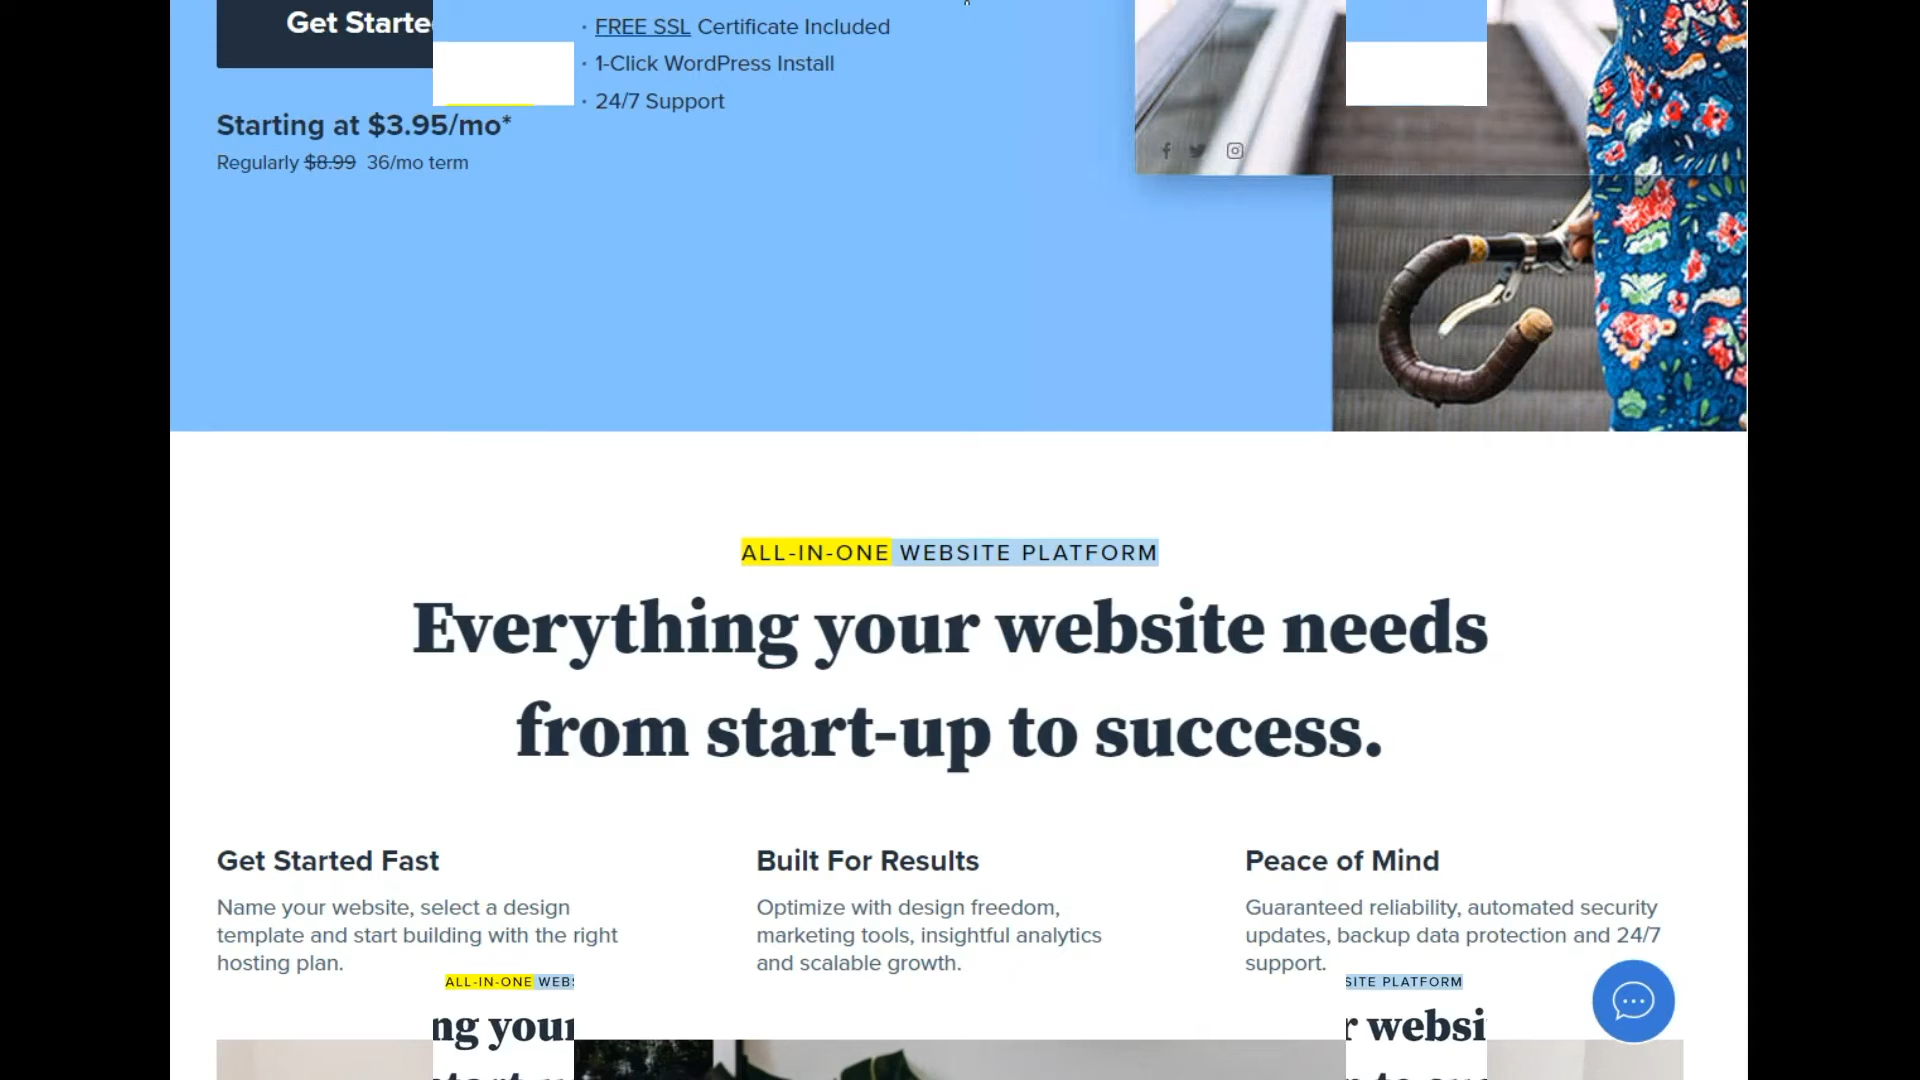 Get Starte
· FREE SSL Certificate Included
· 1-Click WordPress Install
· 24/7 Support
Starting at $3.95/mo*
Regularly $8.99 36/mo term
ALL-IN-ONE WEBSITE PLATFORM
Everything your website needs
from start-up to success.
Get Started Fast
Name your website, select a design
template and start building with the right
hosting plan.
Built For Results
Optimize with design freedom,
marketing tools, insightful analytics
and scalable growth.
Peace of Mind
Guaranteed reliability, automated security
updates, backup data protection and 24/7
support.
ALL-IN-ONE WEBS
SITE PLATFORM
ng your
r websi